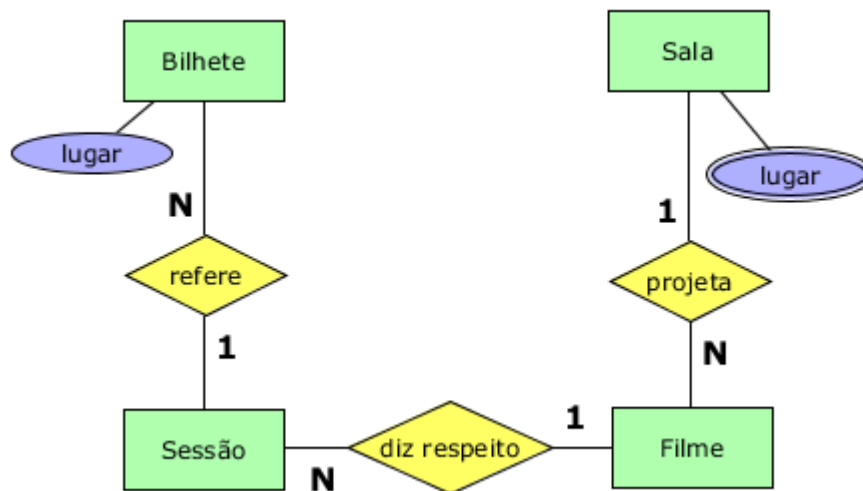 Bilhete
Sala
lugar
lugar
N
1
refere
projeta
1
N
Sessão
N
diz respeito
1
Filme